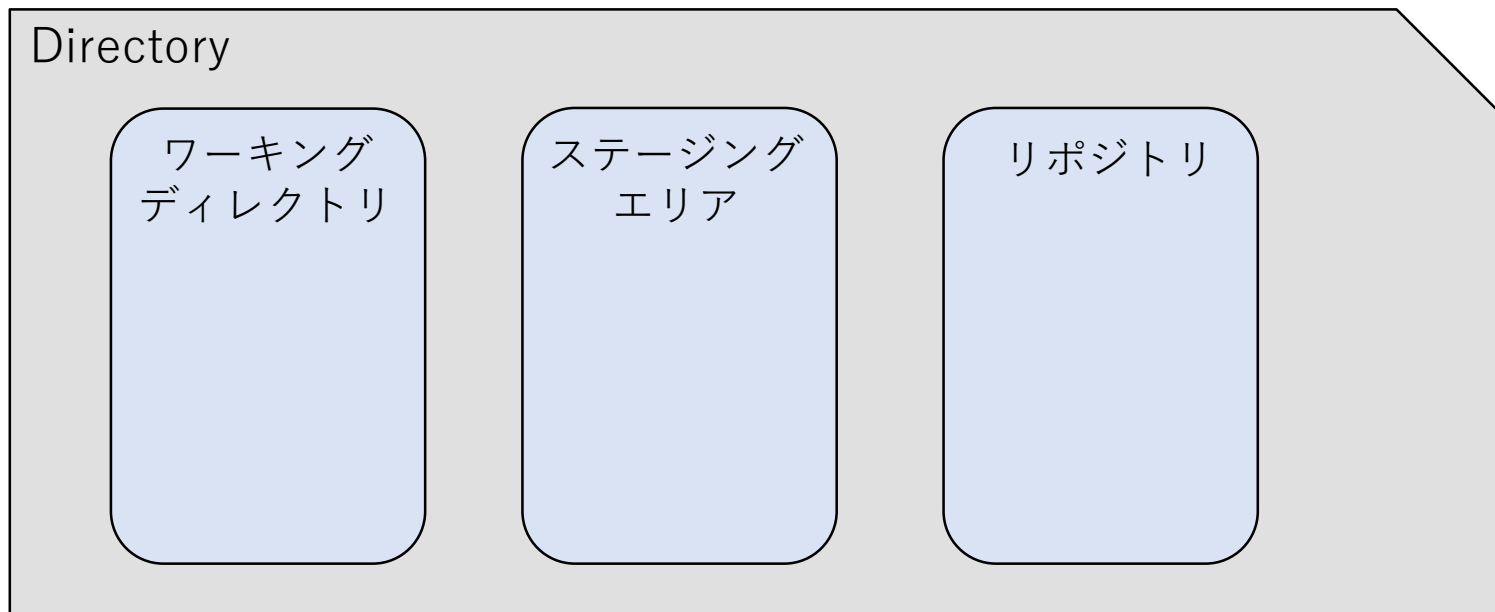 Directory
ワーキング
ディレクトリ
ステージング
エリア
リポジトリ